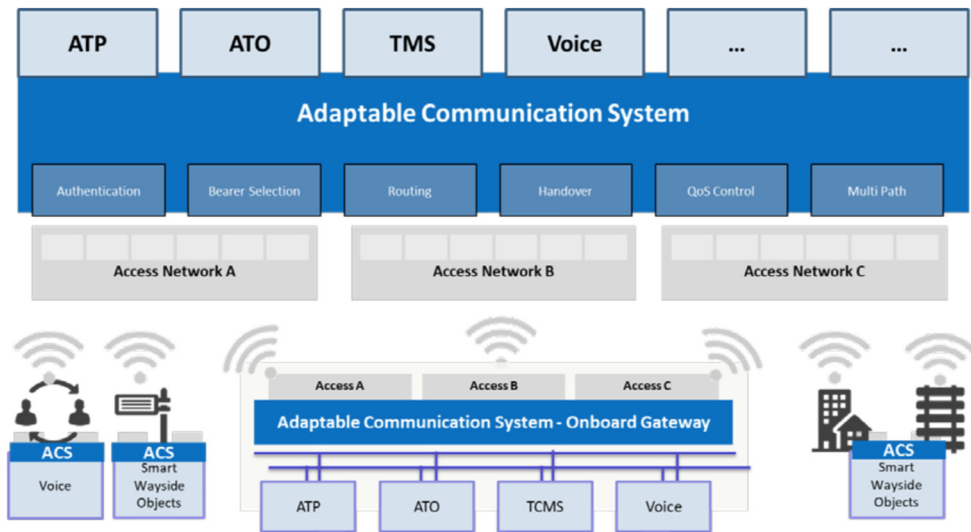 ATP
ATO
TMS
Voice
...
...
Adaptable Communication System
Authentication
Bearer Selection
Routing
Handover
QoS Control
Multi Path
Access Network A
Access Network B
Access Network C
Access A
Access B
Access C
Adaptable Communication System - Onboard Gateway
ACS
Voice
ACS
Smart
Wayside
Objects
ATP
ATO
TCMS
Voice
ACS
Smart
Wayside
Objects